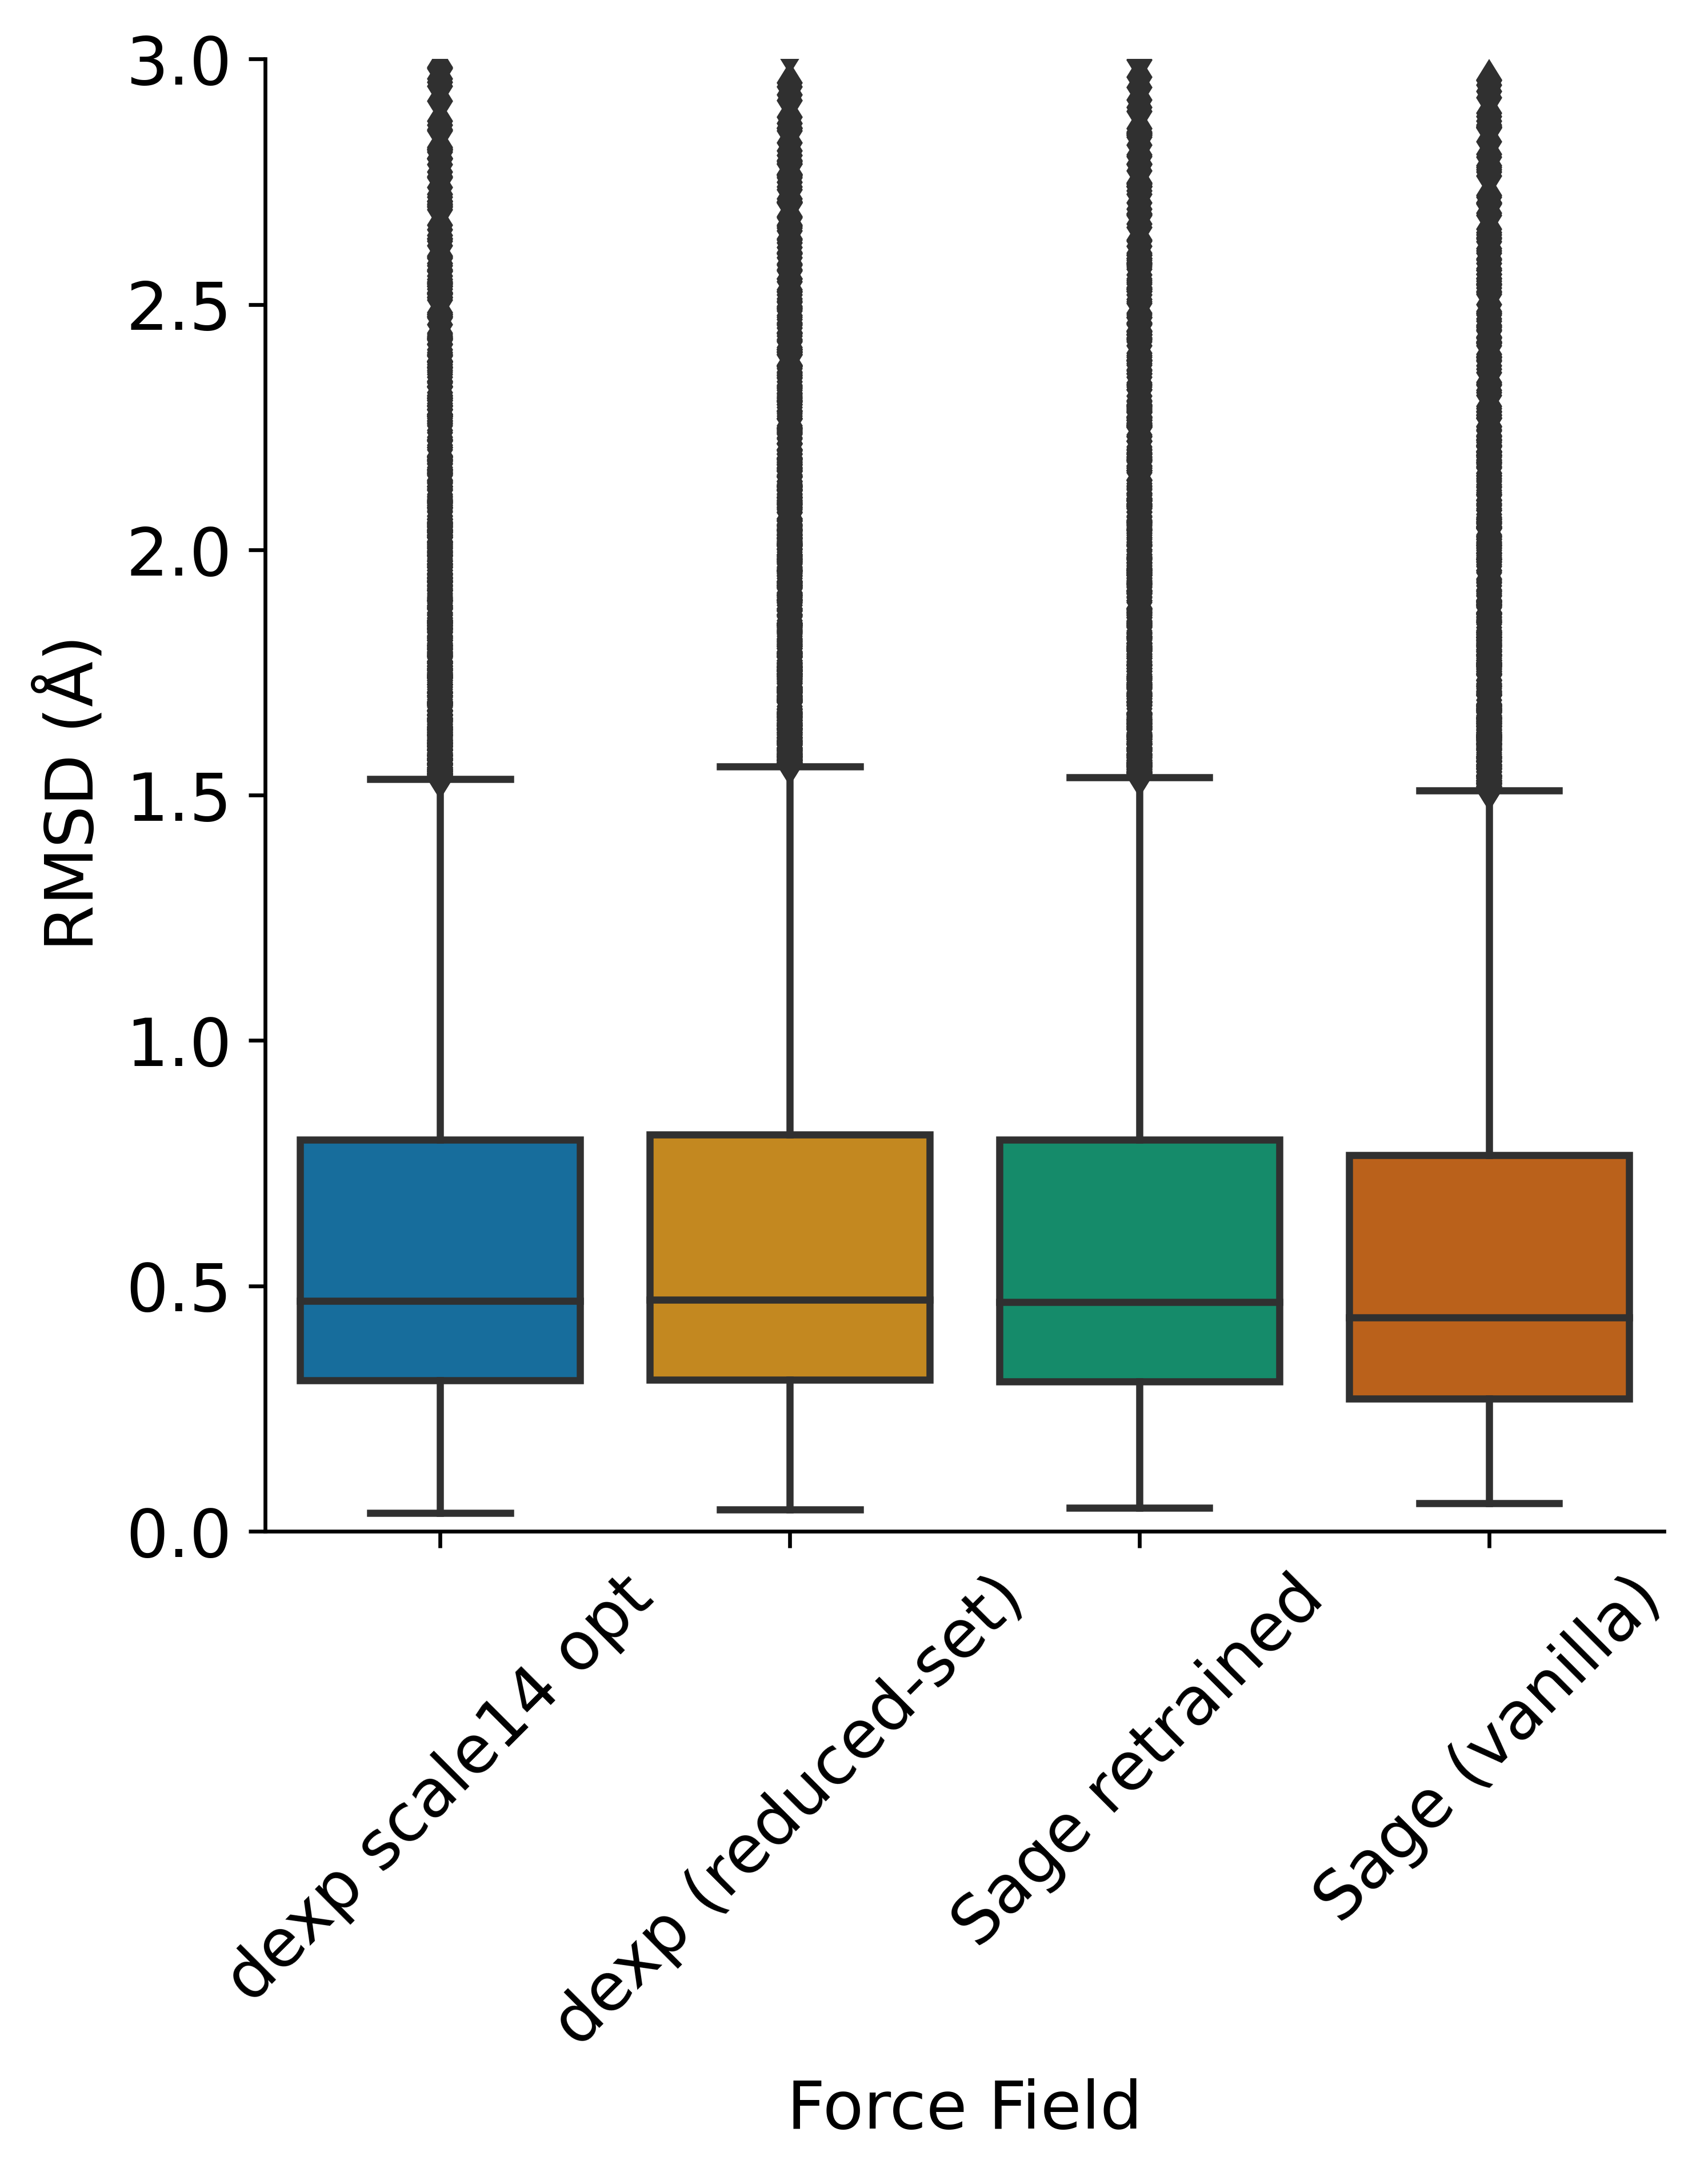 3.0
2.5
2.0
1.5
1.0
0.5
0.0
RMSD (Å)
dexp scale14 opt
dexp (reduced-set)
Sage retrained
Sage (vanilla)
Force Field